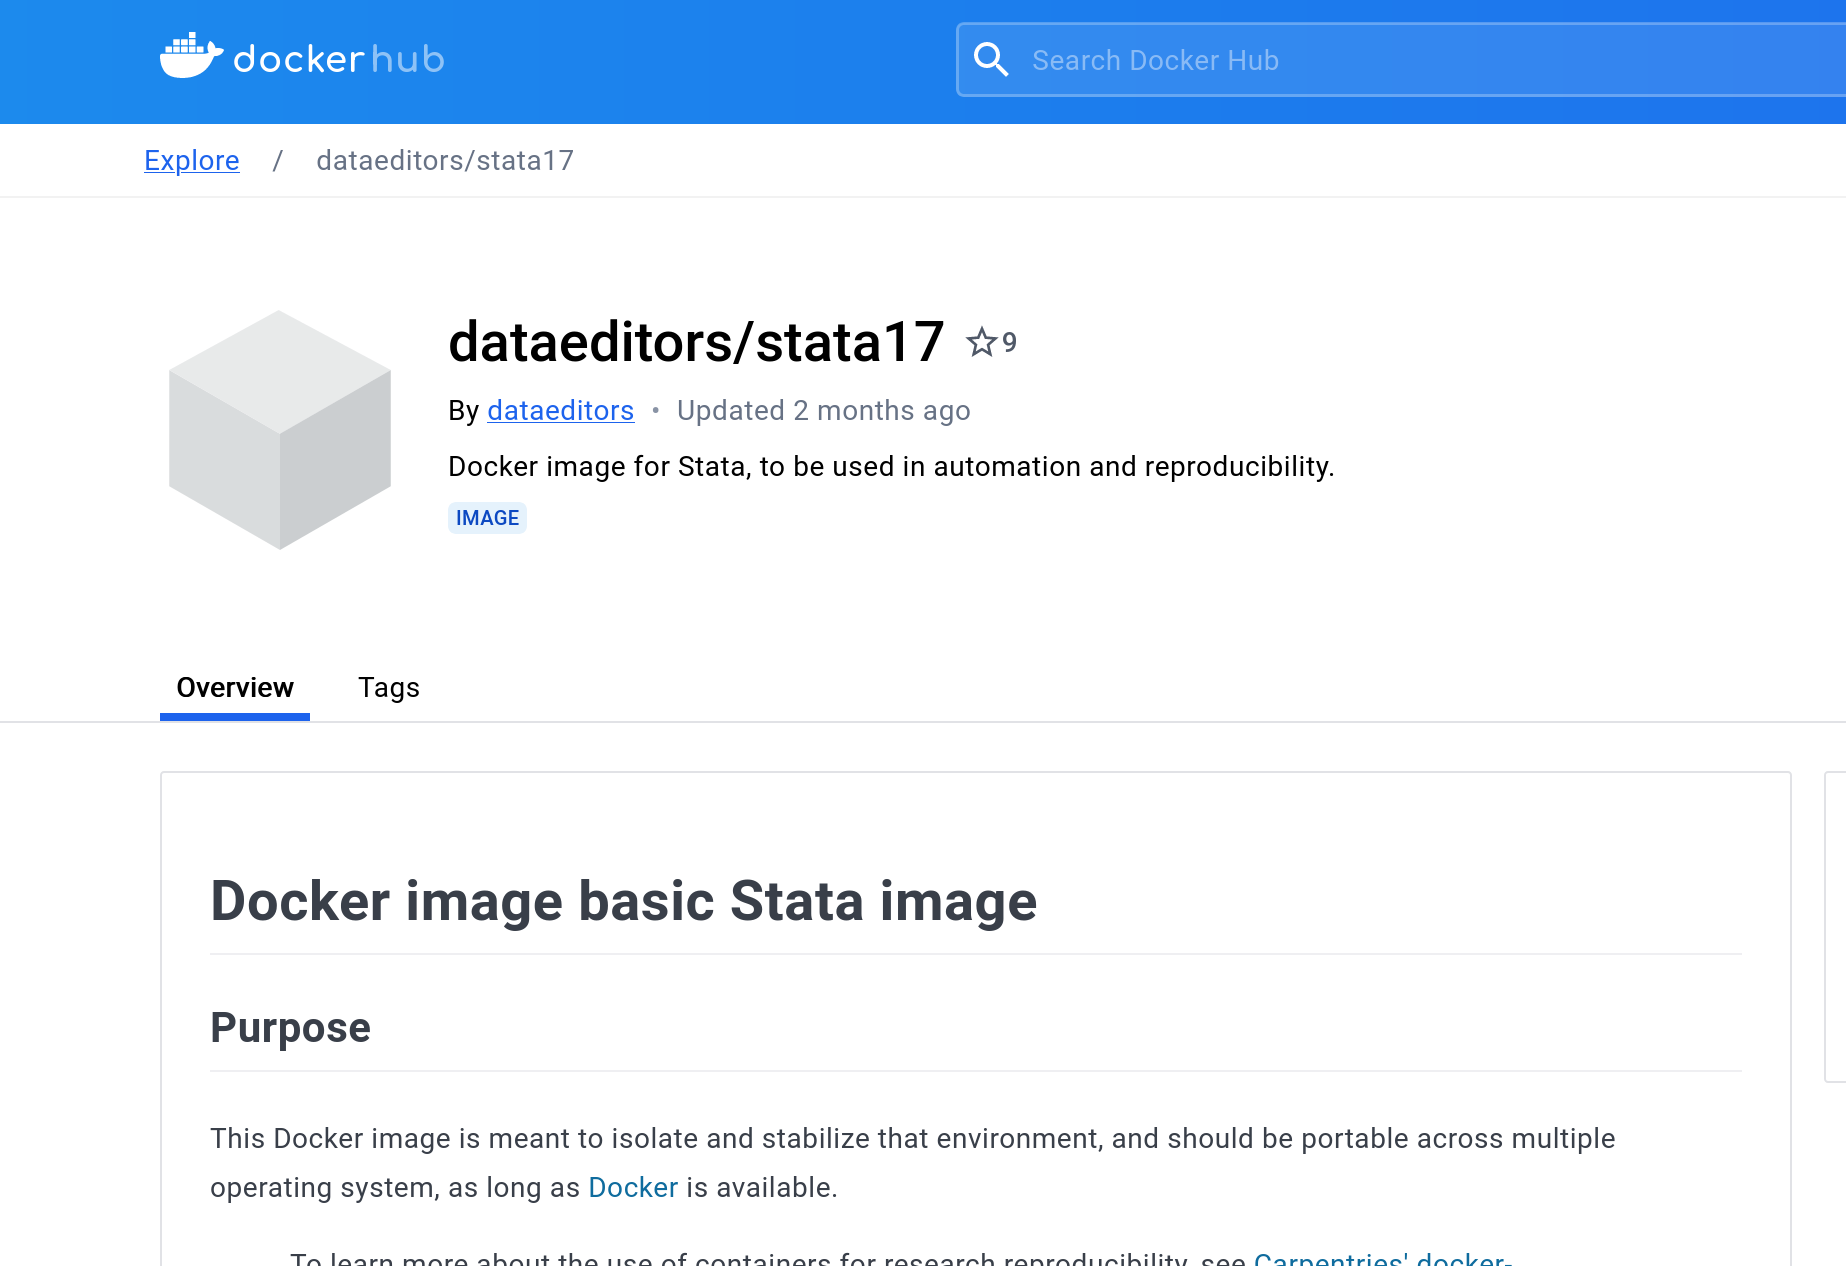 docker hub
Search Docker Hub
Explore / dataeditors/stata17
dataeditors/stata17 9
By dataeditors • Updated 2 months ago
Docker image for Stata, to be used in automation and reproducibility.
IMAGE
Overview Tags
Docker image basic Stata image
Purpose
This Docker image is meant to isolate and stabilize that environment, and should be portable across multiple
operating system, as long as Docker is available.
To learn more about the use of containers for research reproducibility, see Carpentries' docker-